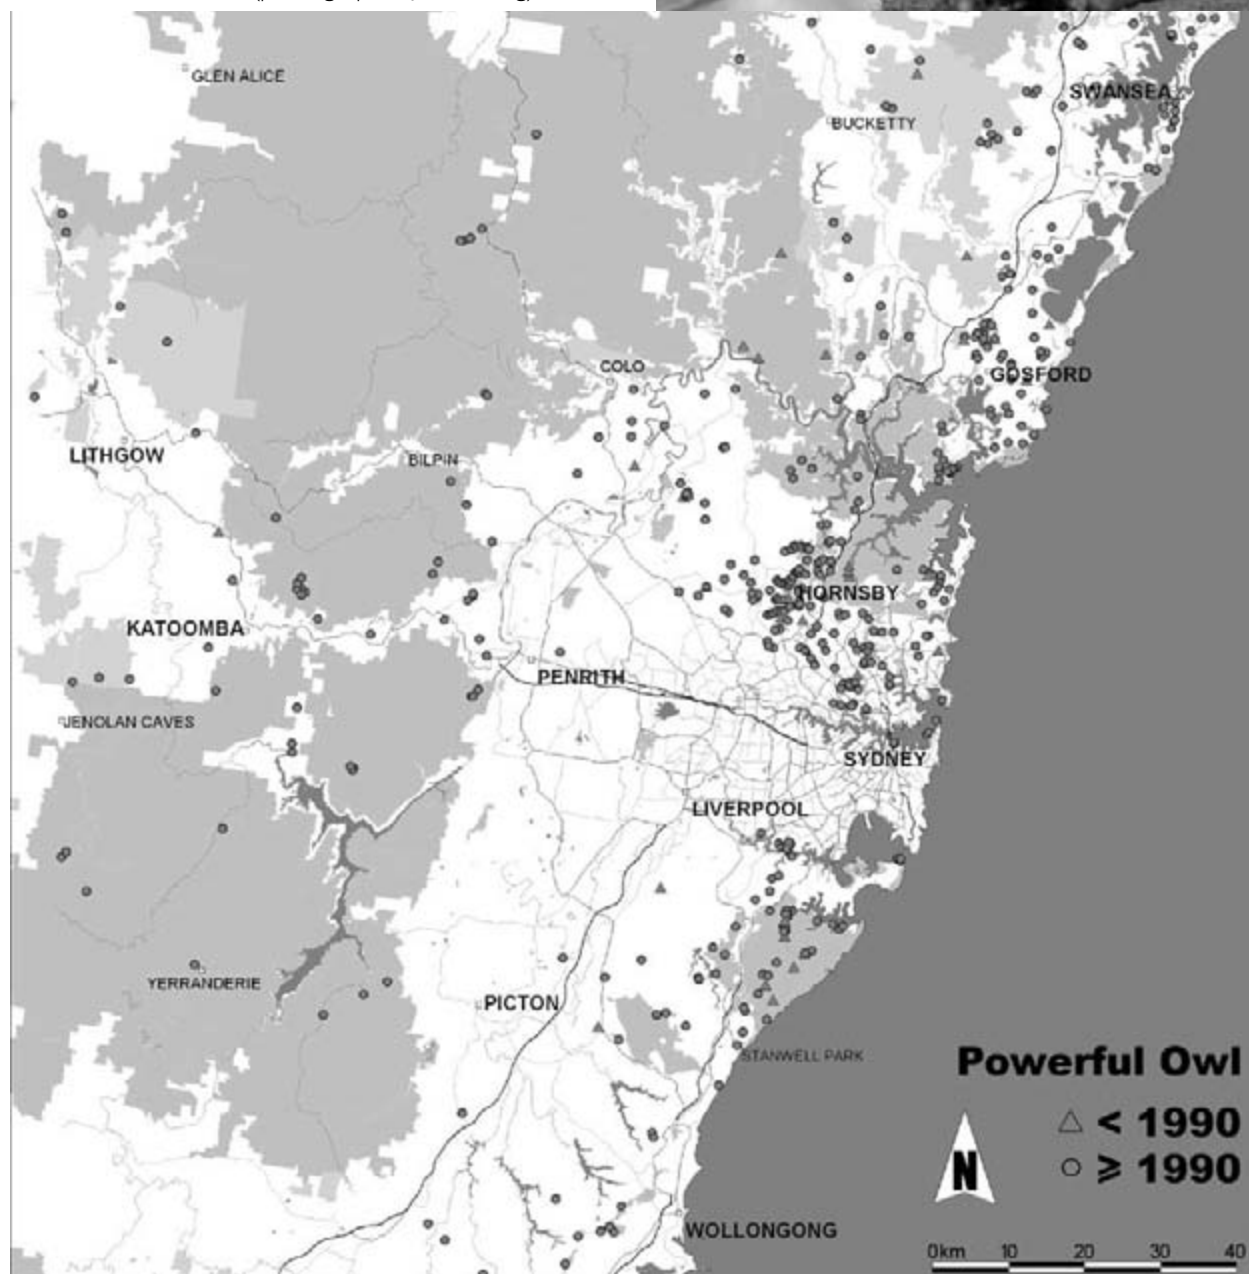 GLEN ALICE
SWANSEA
BUCKETTY
COLO
GOSFORD
LITHGOW
BILPIN
HORNSBY
KATOOMBA
PENRITH
JENOLAN CAVES
SYDNEY
LIVERPOOL
YERRANDERIE
PICTON
STANWELL PARK
Powerful Owl
< 1990
⩾ 1990
N
WOLLONGONG
0km 10 20 30 40